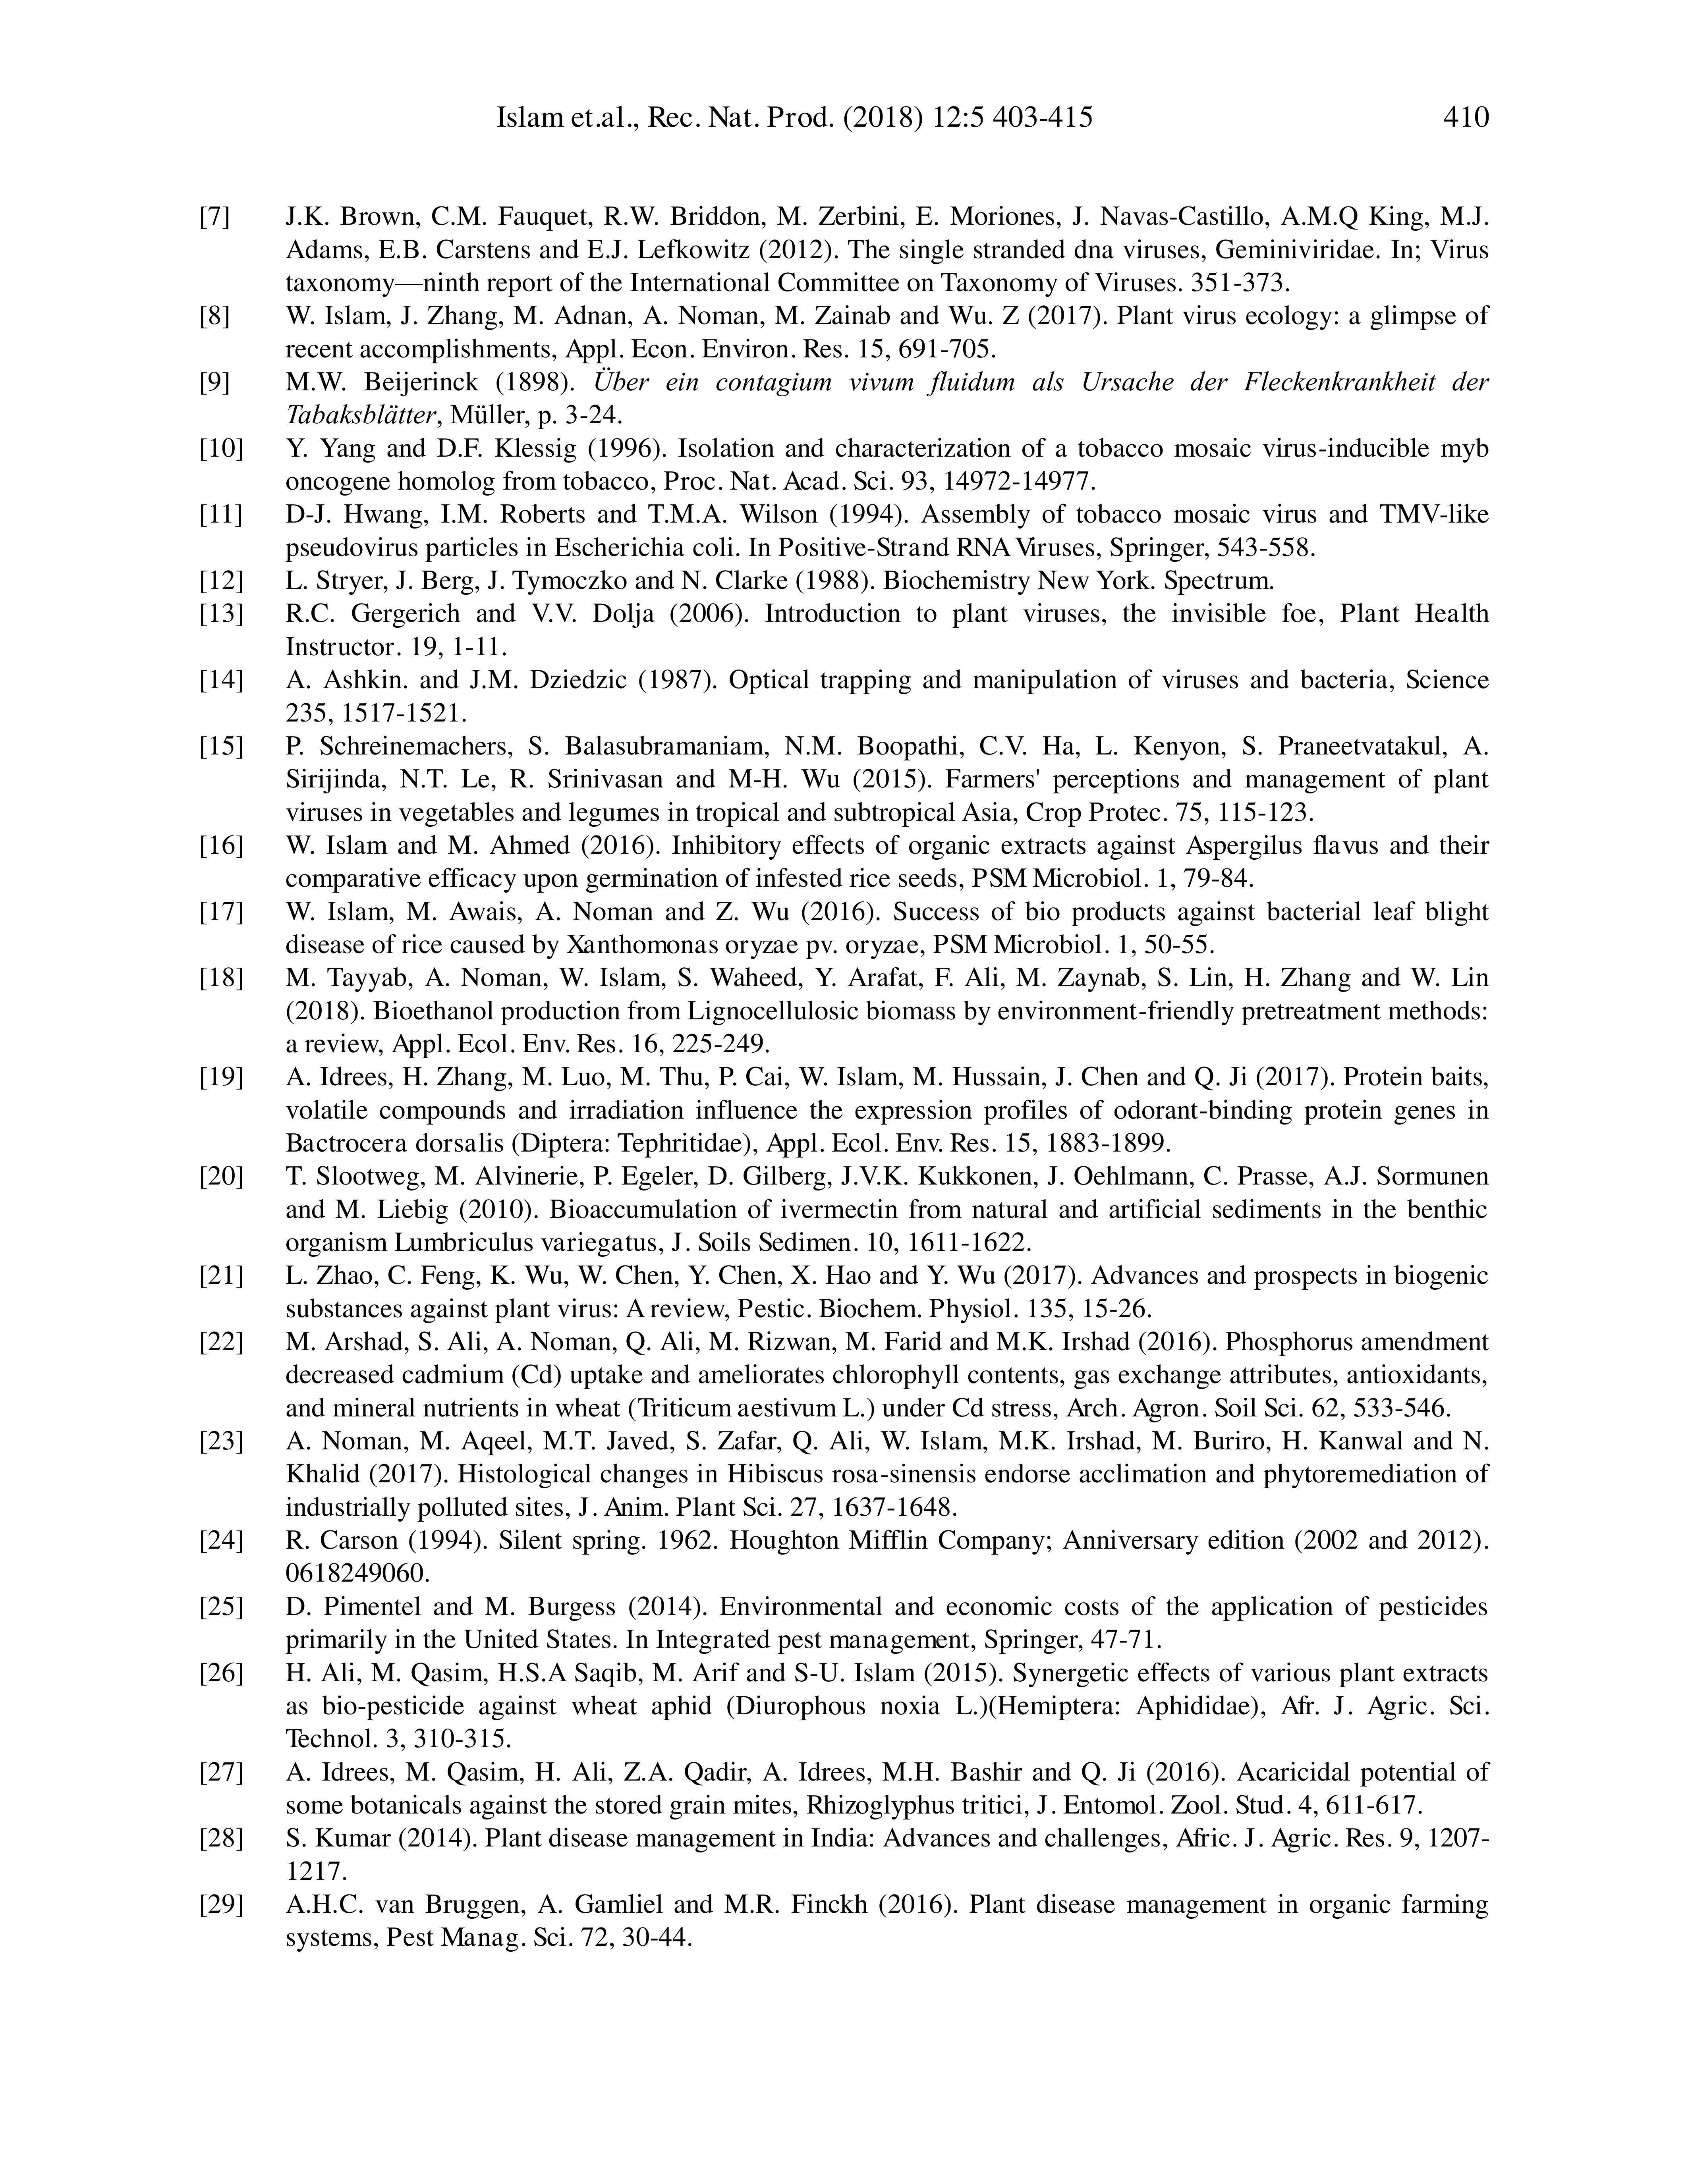 Islam et.al., Rec. Nat. Prod. (2018) 12:5 403-415 410
[7] J.K. Brown, C.M. Fauquet, R.W. Briddon, M. Zerbini, E. Moriones, J. Navas-Castillo, A.M.Q King, M.J.
Adams, E.B. Carstens and E.J. Lefkowitz (2012). The single stranded dna viruses, Geminiviridae. In; Virus
taxonomy—ninth report of the International Committee on Taxonomy of Viruses. 351-373.
[8] W. Islam, J. Zhang, M. Adnan, A. Noman, M. Zainab and Wu. Z (2017). Plant virus ecology: a glimpse of
recent accomplishments, Appl. Econ. Environ. Res. 15, 691-705.
[9] M.W. Beijerinck (1898). Über ein contagium vivum fluidum als Ursache der Fleckenkrankheit der
Tabaksblätter, Müller, p. 3-24.
[10] Y. Yang and D.F. Klessig (1996). Isolation and characterization of a tobacco mosaic virus-inducible myb
oncogene homolog from tobacco, Proc. Nat. Acad. Sci. 93, 14972-14977.
[11] D-J. Hwang, I.M. Roberts and T.M.A. Wilson (1994). Assembly of tobacco mosaic virus and TMV-like
pseudovirus particles in Escherichia coli. In Positive-Strand RNA Viruses, Springer, 543-558.
[12] L. Stryer, J. Berg, J. Tymoczko and N. Clarke (1988). Biochemistry New York. Spectrum.
[13] R.C. Gergerich and V.V. Dolja (2006). Introduction to plant viruses, the invisible foe, Plant Health
Instructor. 19, 1-11.
[14] A. Ashkin. and J.M. Dziedzic (1987). Optical trapping and manipulation of viruses and bacteria, Science
235, 1517-1521.
[15] P. Schreinemachers, S. Balasubramaniam, N.M. Boopathi, C.V. Ha, L. Kenyon, S. Praneetvatakul, A.
Sirijinda, N.T. Le, R. Srinivasan and M-H. Wu (2015). Farmers' perceptions and management of plant
viruses in vegetables and legumes in tropical and subtropical Asia, Crop Protec. 75, 115-123.
[16] W. Islam and M. Ahmed (2016). Inhibitory effects of organic extracts against Aspergilus flavus and their
comparative efficacy upon germination of infested rice seeds, PSM Microbiol. 1, 79-84.
[17] W. Islam, M. Awais, A. Noman and Z. Wu (2016). Success of bio products against bacterial leaf blight
disease of rice caused by Xanthomonas oryzae pv. oryzae, PSM Microbiol. 1, 50-55.
[18] M. Tayyab, A. Noman, W. Islam, S. Waheed, Y. Arafat, F. Ali, M. Zaynab, S. Lin, H. Zhang and W. Lin
(2018). Bioethanol production from Lignocellulosic biomass by environment-friendly pretreatment methods:
a review, Appl. Ecol. Env. Res. 16, 225-249.
[19] A. Idrees, H. Zhang, M. Luo, M. Thu, P. Cai, W. Islam, M. Hussain, J. Chen and Q. Ji (2017). Protein baits,
volatile compounds and irradiation influence the expression profiles of odorant-binding protein genes in
Bactrocera dorsalis (Diptera: Tephritidae), Appl. Ecol. Env. Res. 15, 1883-1899.
[20] T. Slootweg, M. Alvinerie, P. Egeler, D. Gilberg, J.V.K. Kukkonen, J. Oehlmann, C. Prasse, A.J. Sormunen
and M. Liebig (2010). Bioaccumulation of ivermectin from natural and artificial sediments in the benthic
organism Lumbriculus variegatus, J. Soils Sedimen. 10, 1611-1622.
[21] L. Zhao, C. Feng, K. Wu, W. Chen, Y. Chen, X. Hao and Y. Wu (2017). Advances and prospects in biogenic
substances against plant virus: A review, Pestic. Biochem. Physiol. 135, 15-26.
[22] M. Arshad, S. Ali, A. Noman, Q. Ali, M. Rizwan, M. Farid and M.K. Irshad (2016). Phosphorus amendment
decreased cadmium (Cd) uptake and ameliorates chlorophyll contents, gas exchange attributes, antioxidants,
and mineral nutrients in wheat (Triticum aestivum L.) under Cd stress, Arch. Agron. Soil Sci. 62, 533-546.
[23] A. Noman, M. Aqeel, M.T. Javed, S. Zafar, Q. Ali, W. Islam, M.K. Irshad, M. Buriro, H. Kanwal and N.
Khalid (2017). Histological changes in Hibiscus rosa-sinensis endorse acclimation and phytoremediation of
industrially polluted sites, J. Anim. Plant Sci. 27, 1637-1648.
[24] R. Carson (1994). Silent spring. 1962. Houghton Mifflin Company; Anniversary edition (2002 and 2012).
0618249060.
[25] D. Pimentel and M. Burgess (2014). Environmental and economic costs of the application of pesticides
primarily in the United States. In Integrated pest management, Springer, 47-71.
[26] H. Ali, M. Qasim, H.S.A Saqib, M. Arif and S-U. Islam (2015). Synergetic effects of various plant extracts
as bio-pesticide against wheat aphid (Diurophous noxia L.)(Hemiptera: Aphididae), Afr. J. Agric. Sci.
Technol. 3, 310-315.
[27] A. Idrees, M. Qasim, H. Ali, Z.A. Qadir, A. Idrees, M.H. Bashir and Q. Ji (2016). Acaricidal potential of
some botanicals against the stored grain mites, Rhizoglyphus tritici, J. Entomol. Zool. Stud. 4, 611-617.
[28] S. Kumar (2014). Plant disease management in India: Advances and challenges, Afric. J. Agric. Res. 9, 1207-
1217.
[29] A.H.C. van Bruggen, A. Gamliel and M.R. Finckh (2016). Plant disease management in organic farming
systems, Pest Manag. Sci. 72, 30-44.